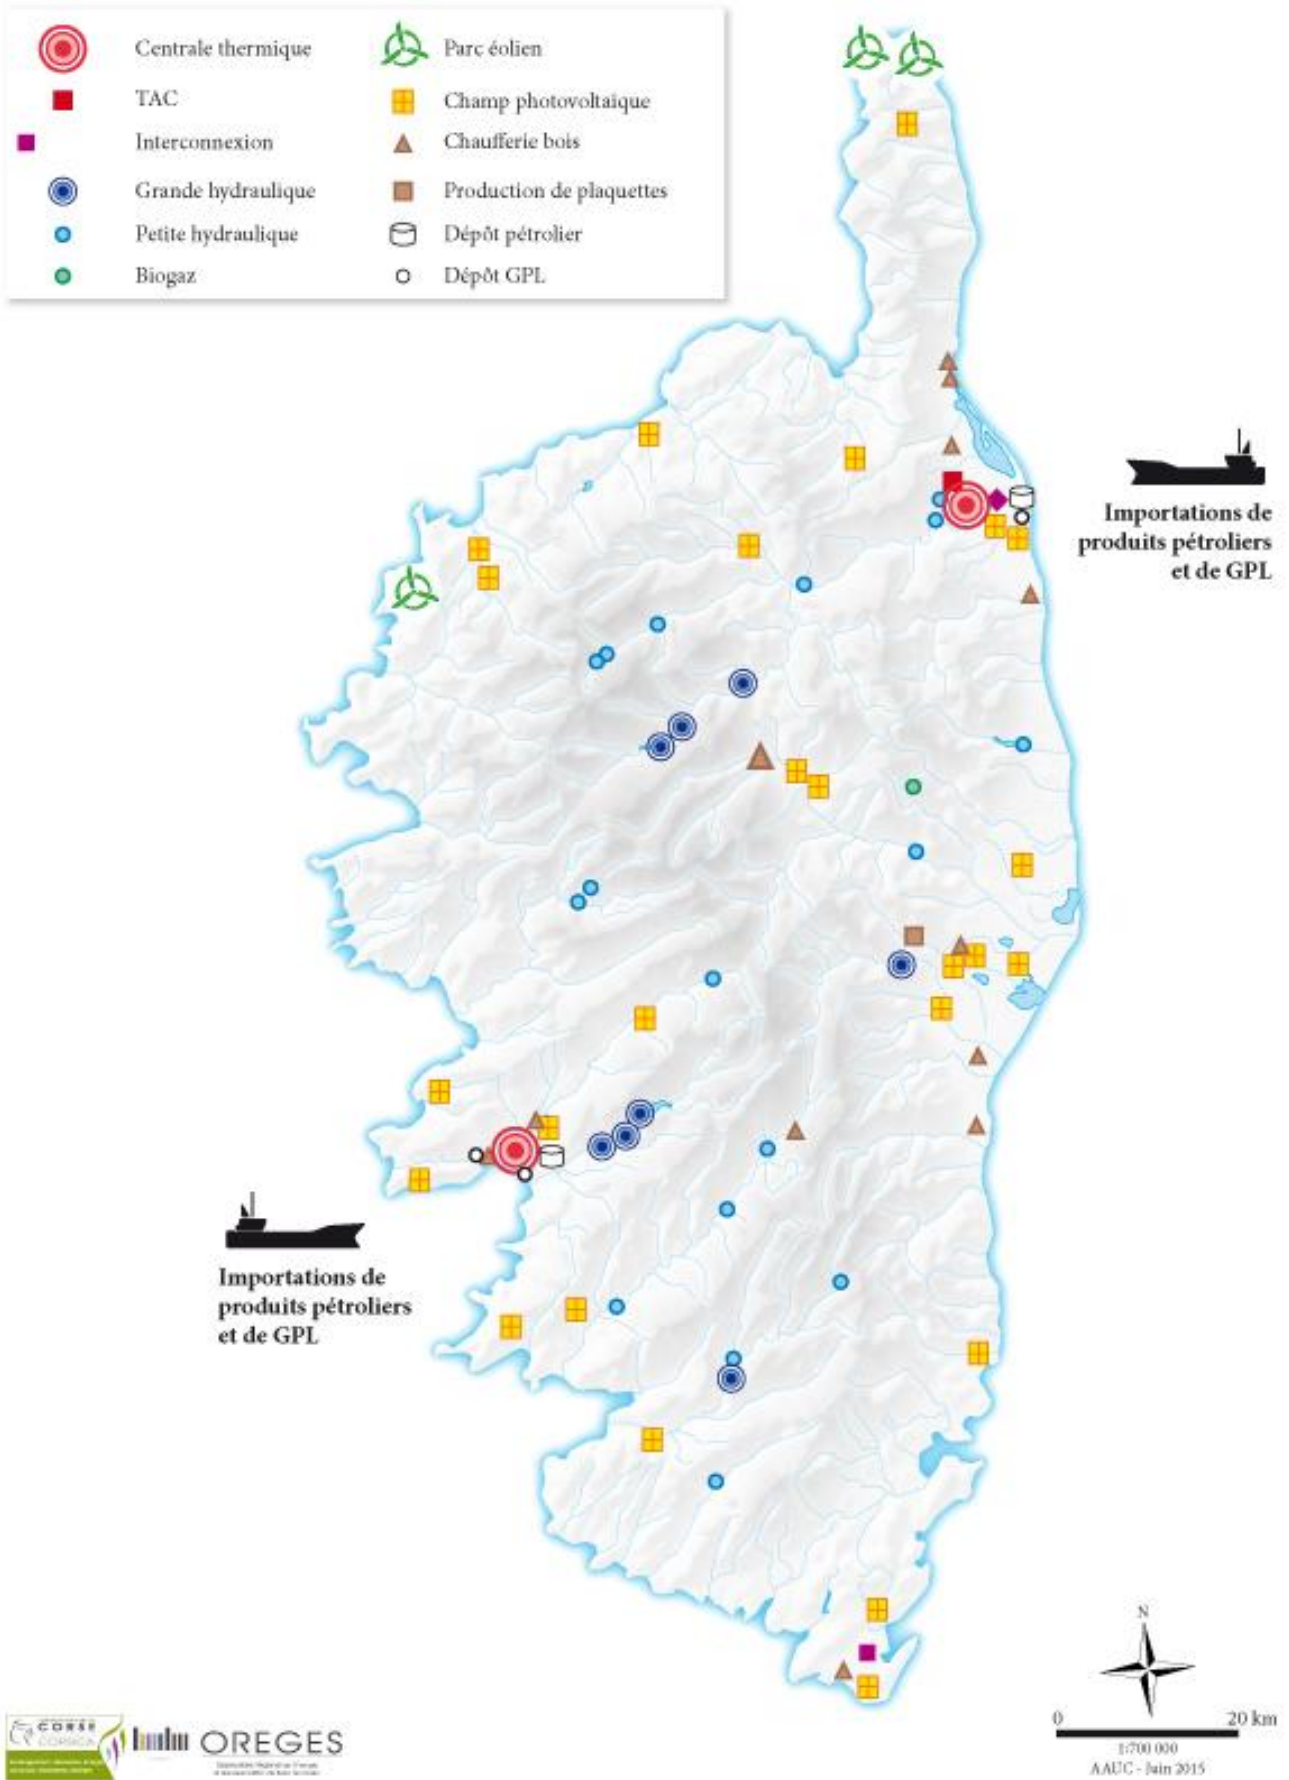 Centrale thermique
TAC
Interconnexion
Grande hydraulique
Petite hydraulique
Biogaz
Parc éolien
Champ photovoltaïque
Chaufferie bois
Production de plaquettes
Dépôt pétrolier
Dépôt GPL
Importations de
produits pétroliers
et de GPL
Importations de
produits pétroliers
et de GPL
N
0 20 km
1:700 000
AAUC - Juin 2015
CORSE
CORSICA
OREGES